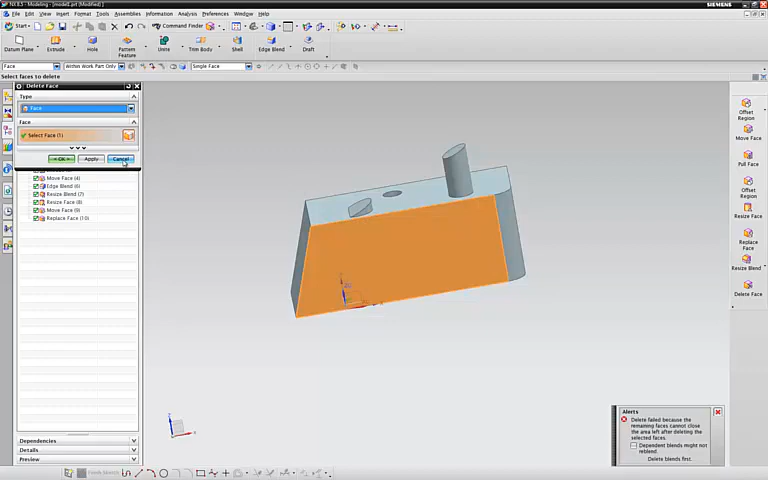 NX 8.5 - Modeling - [model1.prt (Modified) ]
SIEMENS
File Edit View Insert Format Tools Assemblies Information Analysis Preferences Window Help
Start Command Finder
Datum Plane Extrude Hole Pattern Feature Unite Trim Body Shell Edge Blend Draft
Face Within Work Part Only Single Face
Select faces to delete
Delete Face
Type
Face
Face
Select Face (1)
< OK > Apply Cancel
Move Face (4)
Edge Blend (6)
Resize Blend (7)
Resize Face (8)
Move Face (9)
Replace Face (10)
Dependencies
Details
Preview
Offset Region
Move Face
Pull Face
Offset Region
Resize Face
Replace Face
Resize Blend
Delete Face
Alerts
Delete failed because the
remaining faces cannot close
the area left after deleting the
selected faces.
Dependent blends might not
reblend.
Delete blends first.
Finish Sketch